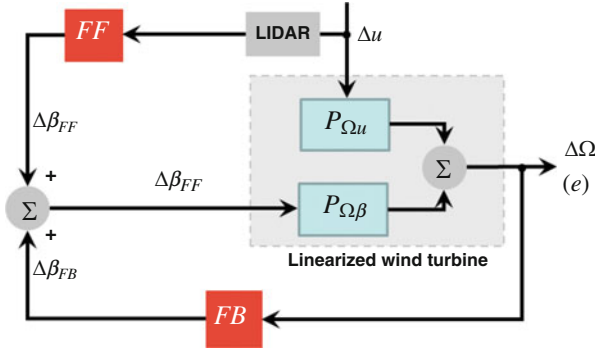 FF
LIDAR
Δu
Δβ_FF
P_Ωu
+
Δβ_FF
Σ
ΔΩ
Σ
P_Ωβ
(e)
+
Δβ_FB
Linearized wind turbine
FB